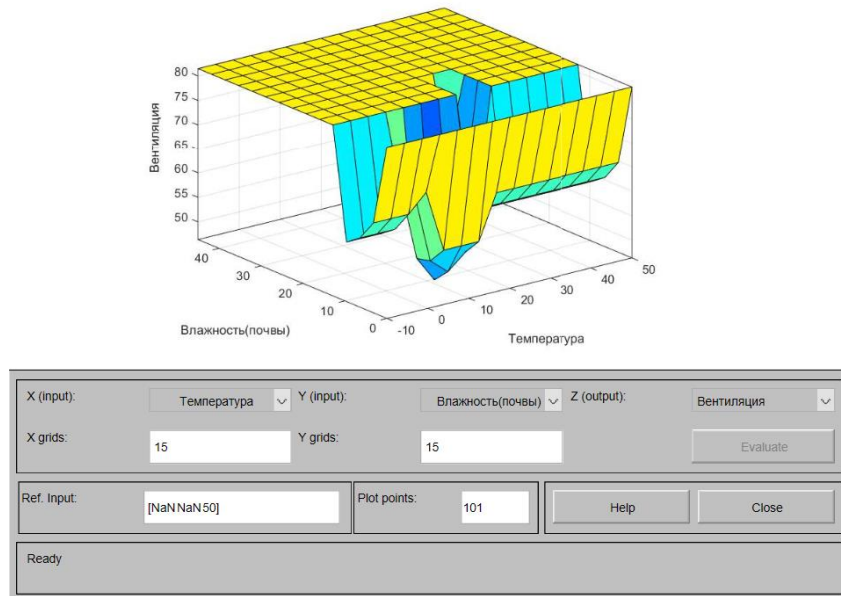 80
75
70
65
60
55
50
Вентиляция
40
30
20
10
0
Влажность(почвы)
-10
0
10
20
30
40
50
Температура
X (input):
Температура
Y (input):
Влажность(почвы)
Z (output):
Вентиляция
X grids:
15
Y grids:
15
Evaluate
Ref. Input:
[NaN NaN 50]
Plot points:
101
Help
Close
Ready